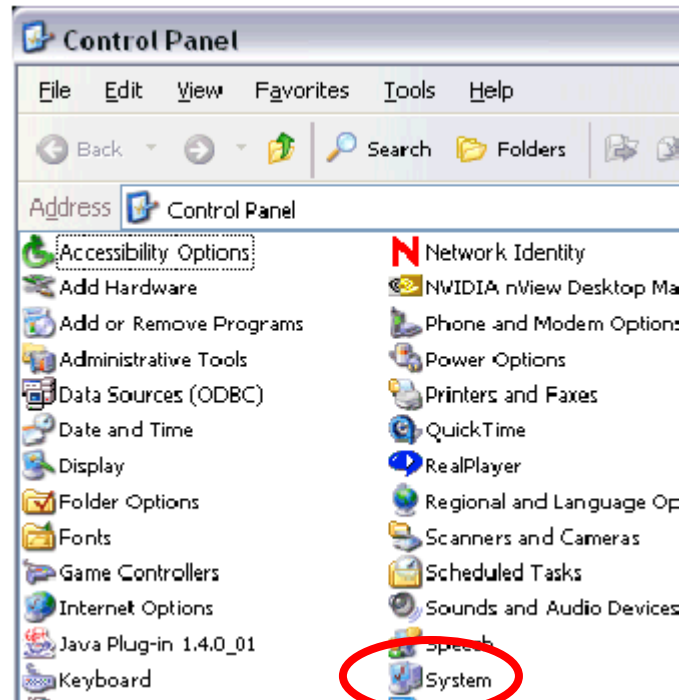 Control Panel
File Edit View Favorites Tools Help
Back Search Folders
Address Control Panel
Accessibility Options
Add Hardware
Add or Remove Programs
Administrative Tools
Data Sources (ODBC)
Date and Time
Display
Folder Options
Fonts
Game Controllers
Internet Options
Java Plug-in 1.4.0_01
Keyboard
Network Identity
NVIDIA nView Desktop Ma
Phone and Modem Options
Power Options
Printers and Faxes
QuickTime
RealPlayer
Regional and Language Op
Scanners and Cameras
Scheduled Tasks
Sounds and Audio Devices
Speech
System